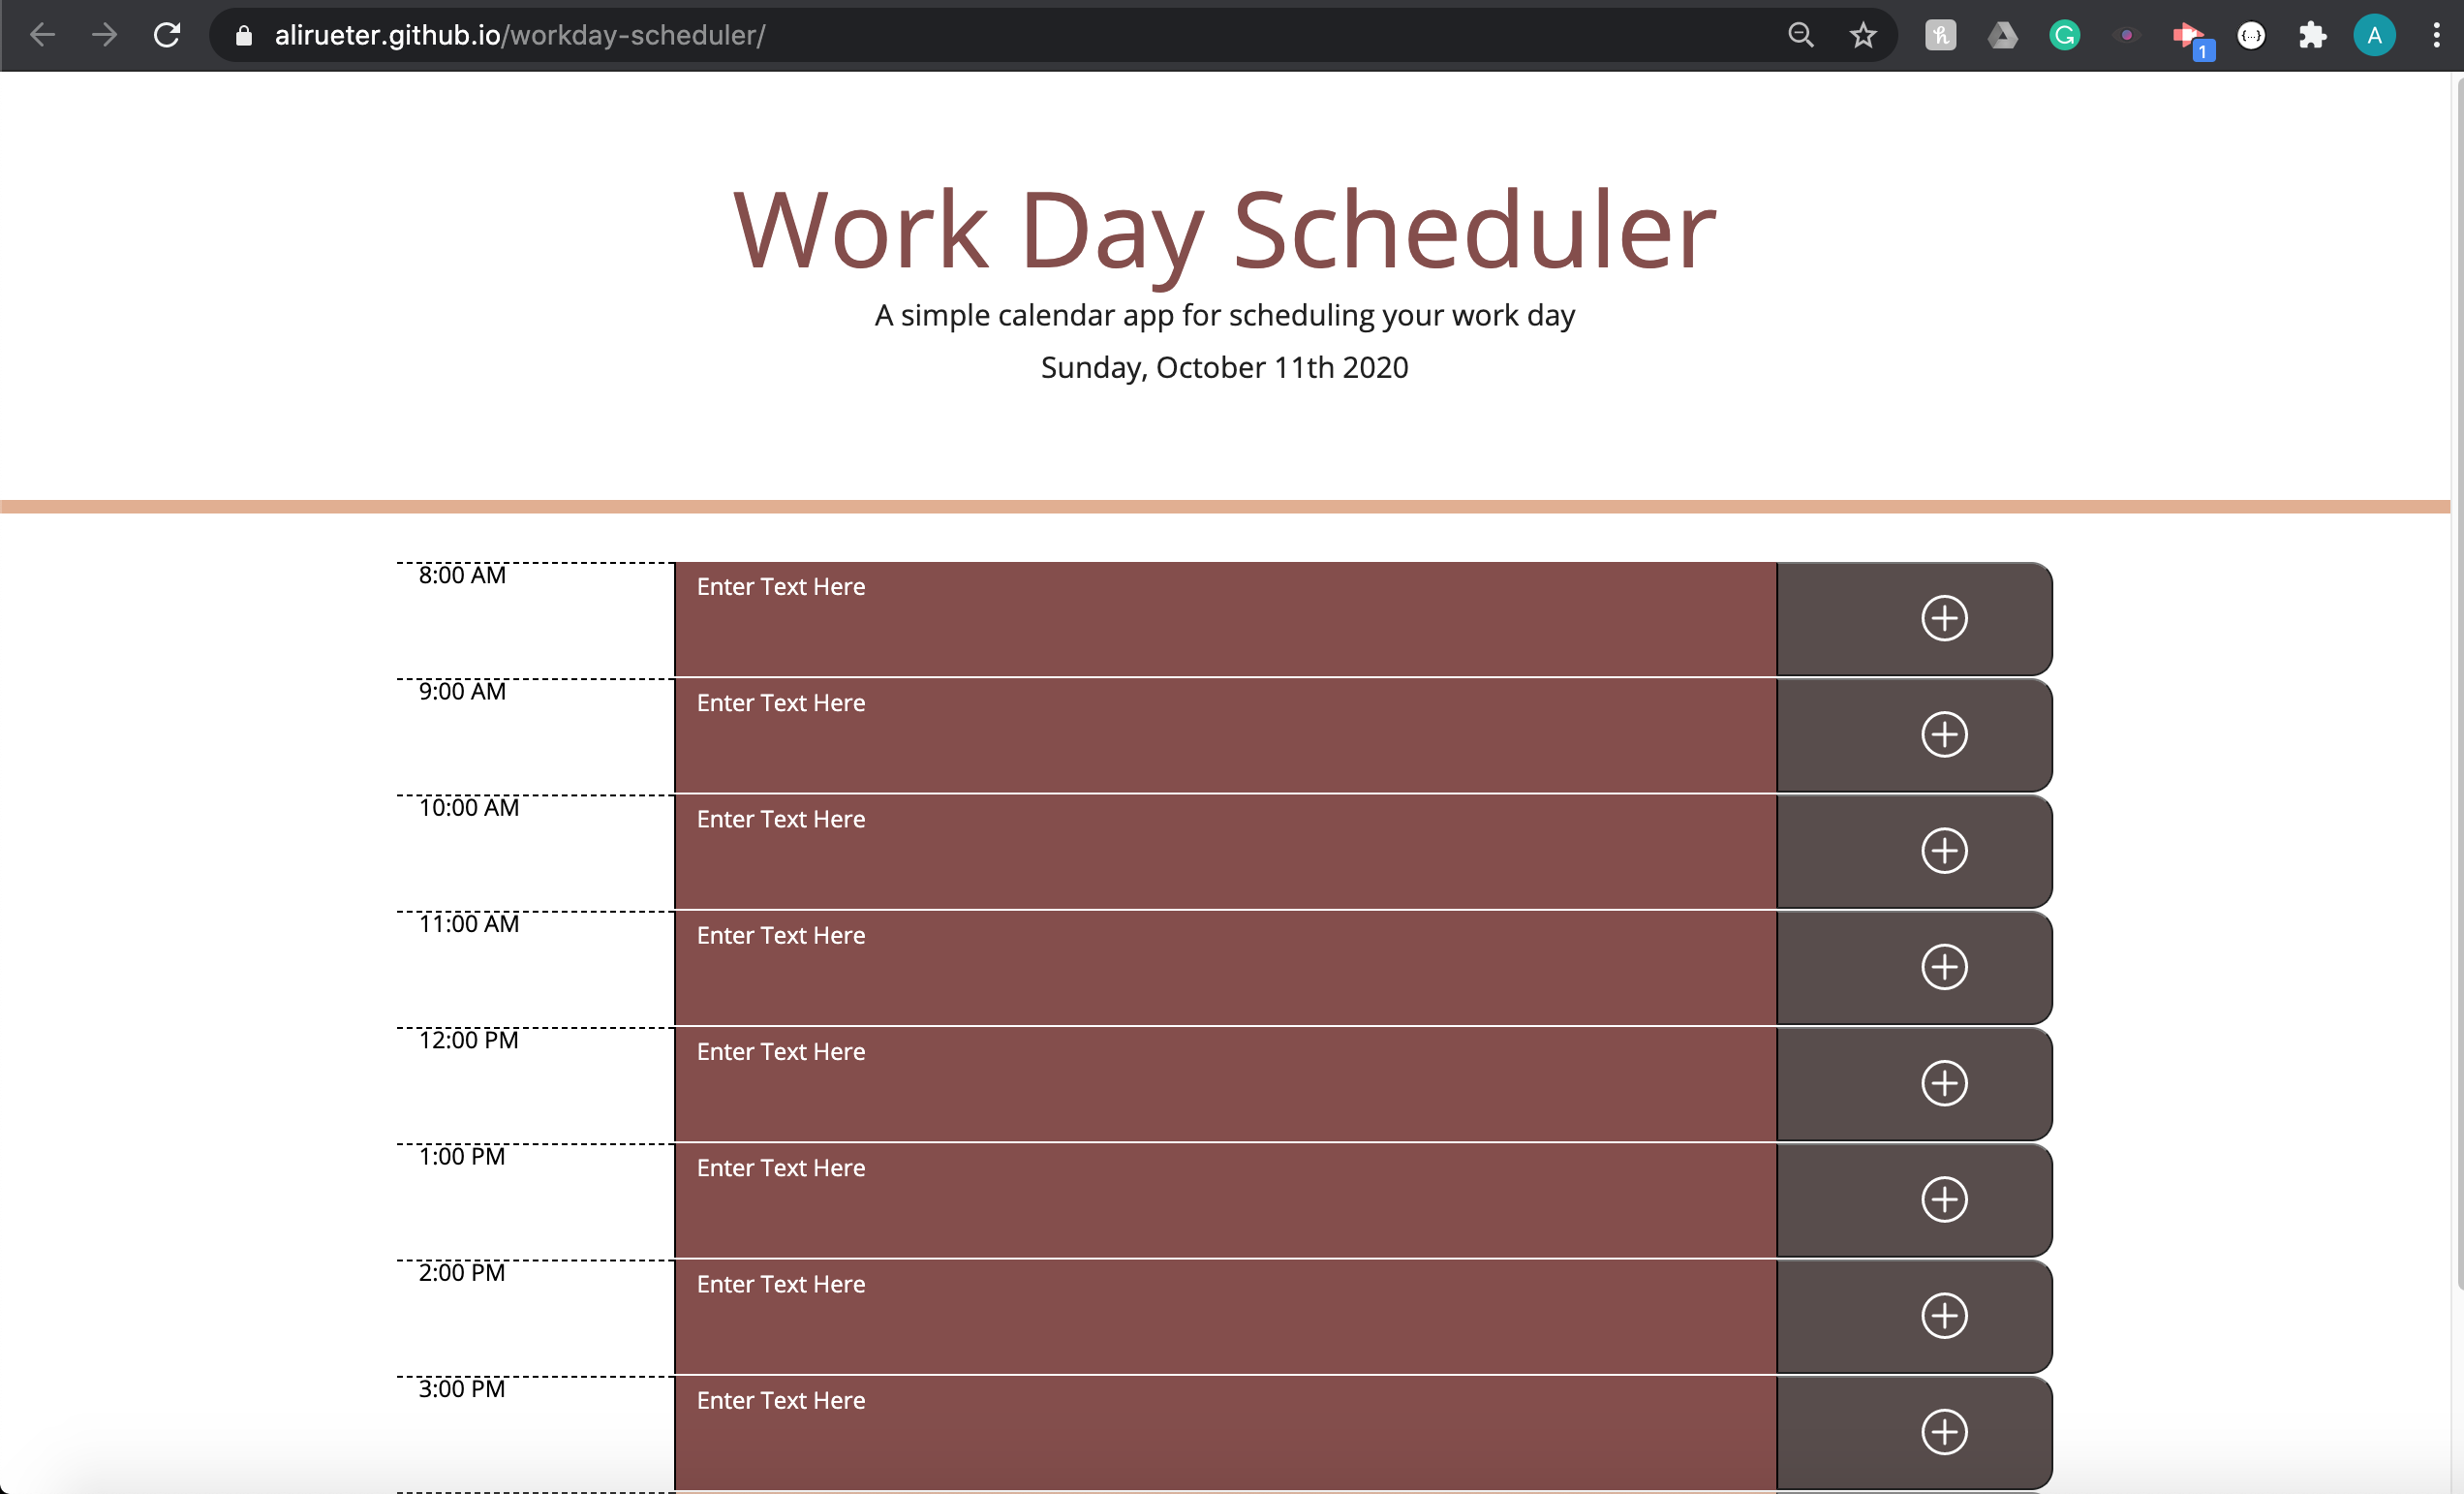 alirueter.github.io/workday-scheduler/
1
A
Work Day Scheduler
A simple calendar app for scheduling your work day
Sunday, October 11th 2020
8:00 AM Enter Text Here
9:00 AM Enter Text Here
10:00 AM Enter Text Here
11:00 AM Enter Text Here
12:00 PM Enter Text Here
1:00 PM Enter Text Here
2:00 PM Enter Text Here
3:00 PM Enter Text Here